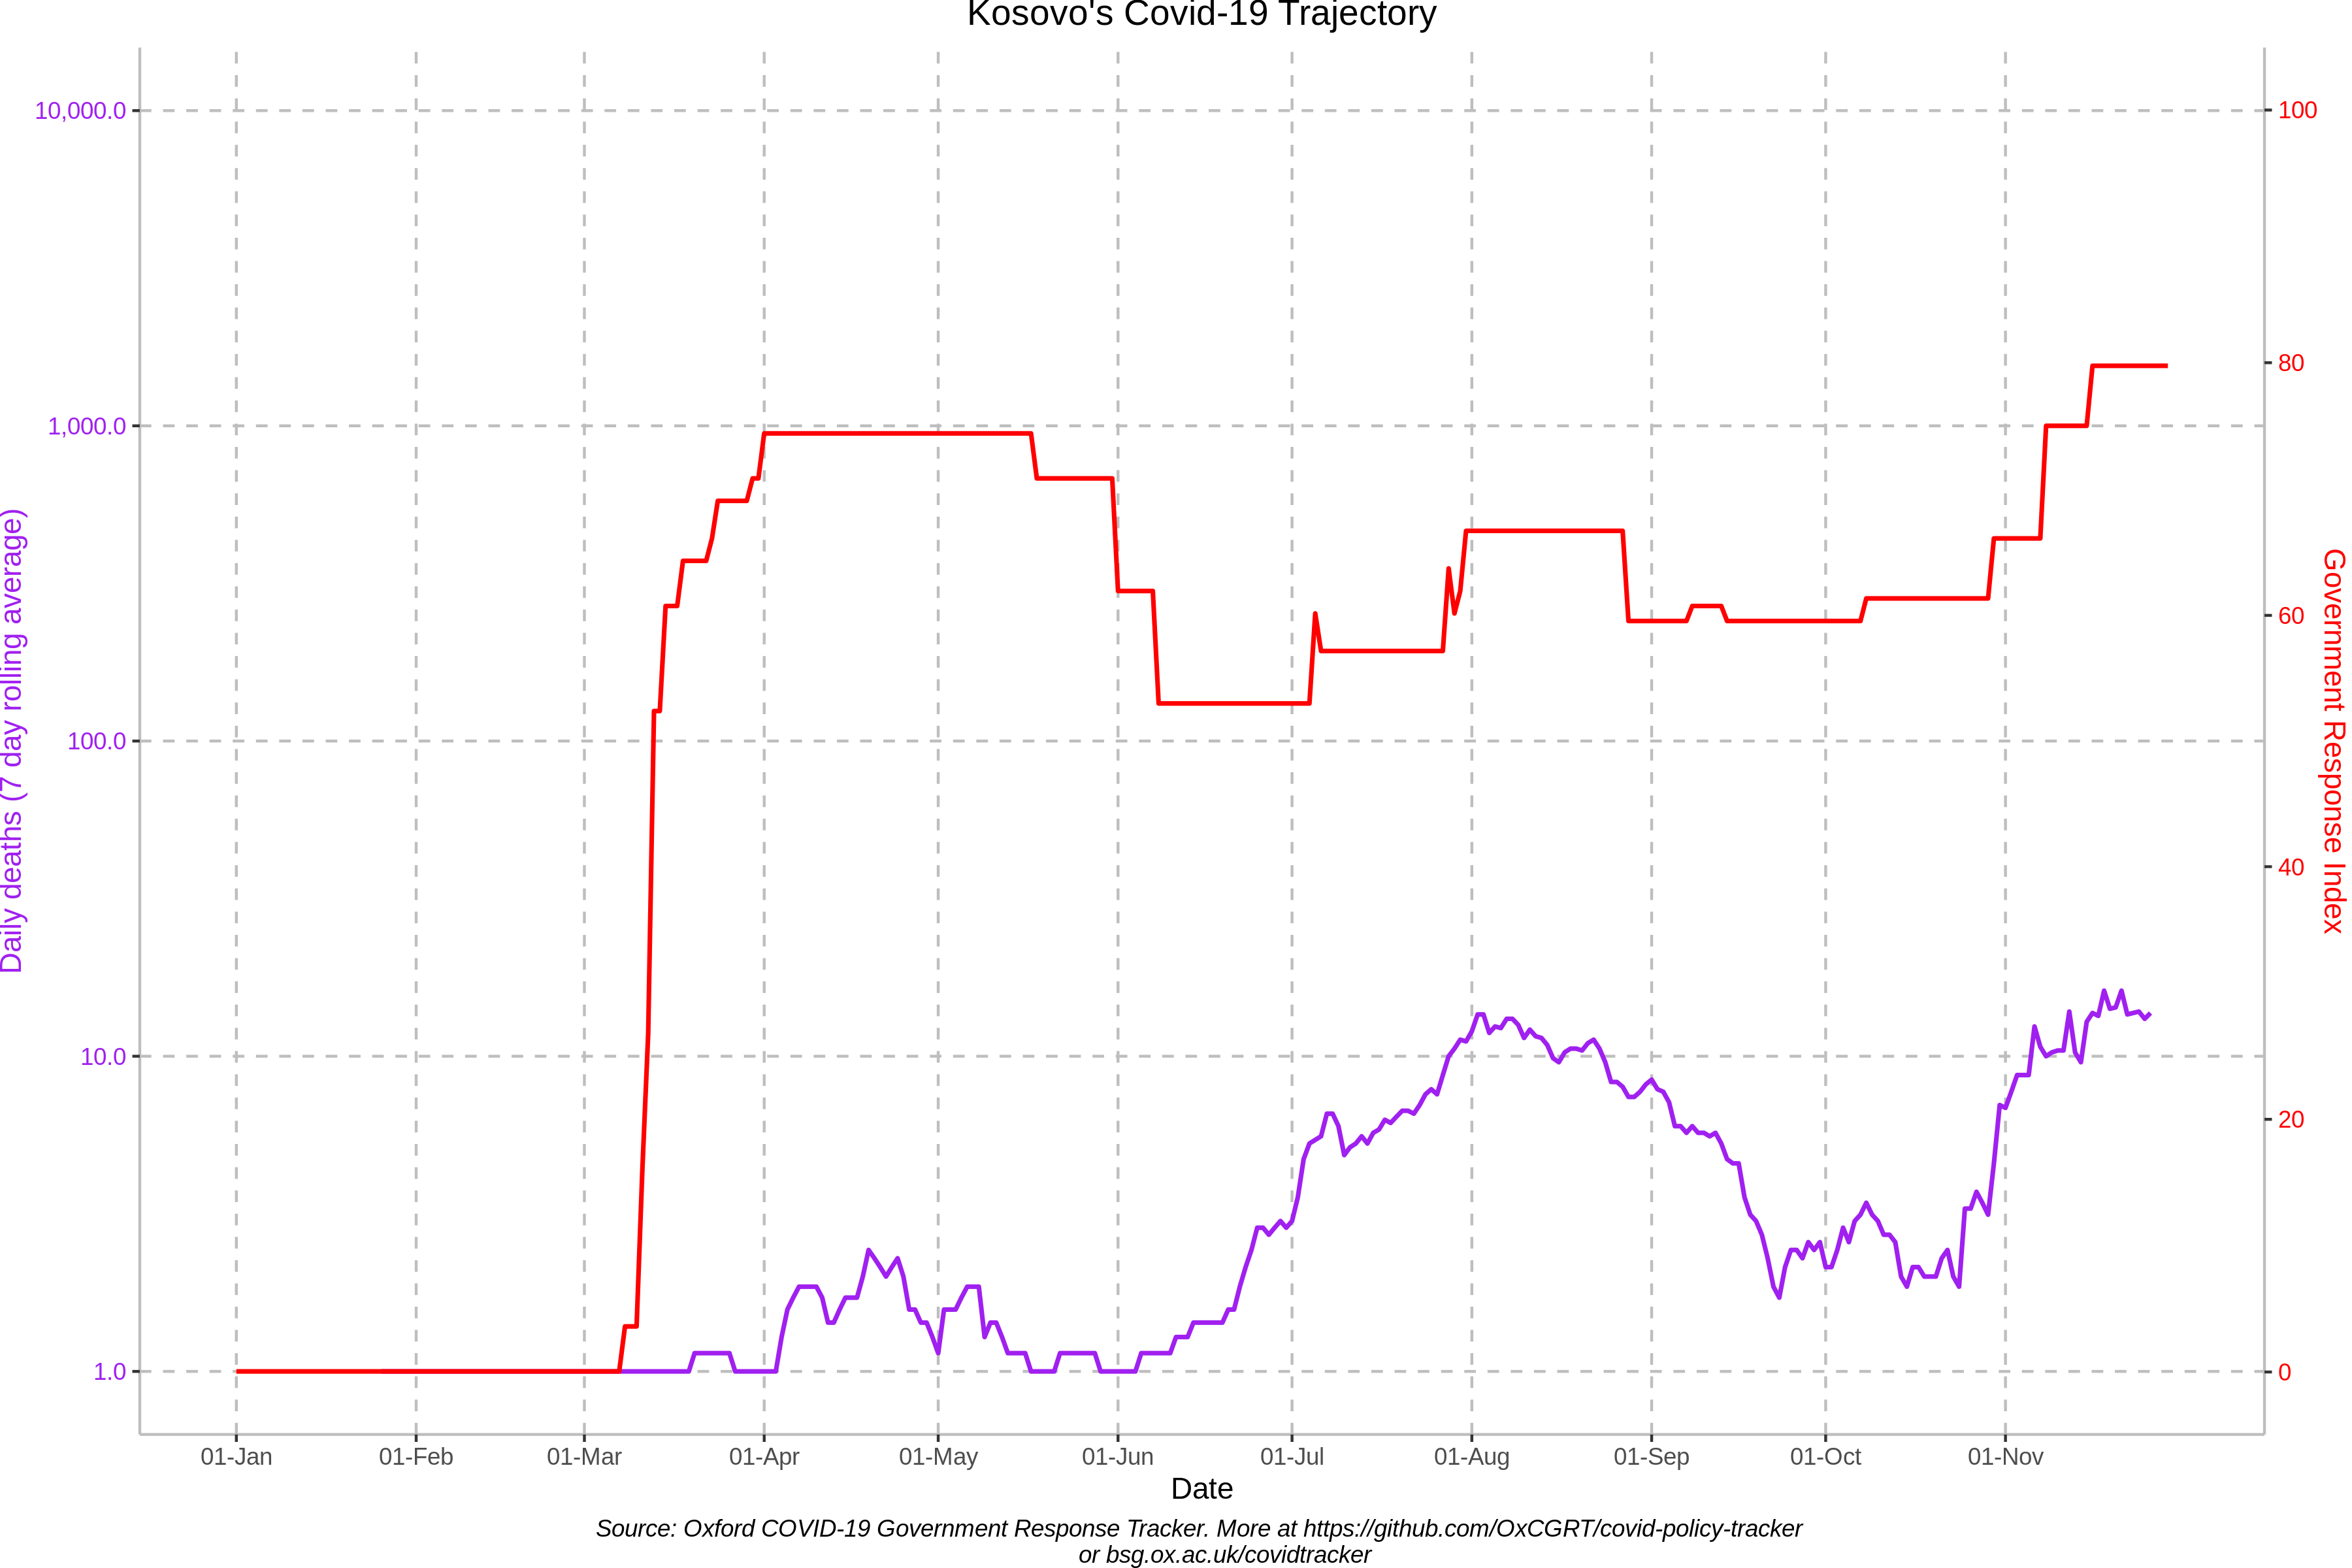 Kosovo's Covid-19 Trajectory
10,000.0
1,000.0
100.0
10.0
1.0
Daily deaths (7 day rolling average)
100
80
60
40
20
0
Government Response Index
01-Jan
01-Feb
01-Mar
01-Apr
01-May
01-Jun
01-Jul
01-Aug
01-Sep
01-Oct
01-Nov
Date
Source: Oxford COVID-19 Government Response Tracker. More at https://github.com/OxCGRT/covid-policy-tracker
or bsg.ox.ac.uk/covidtracker